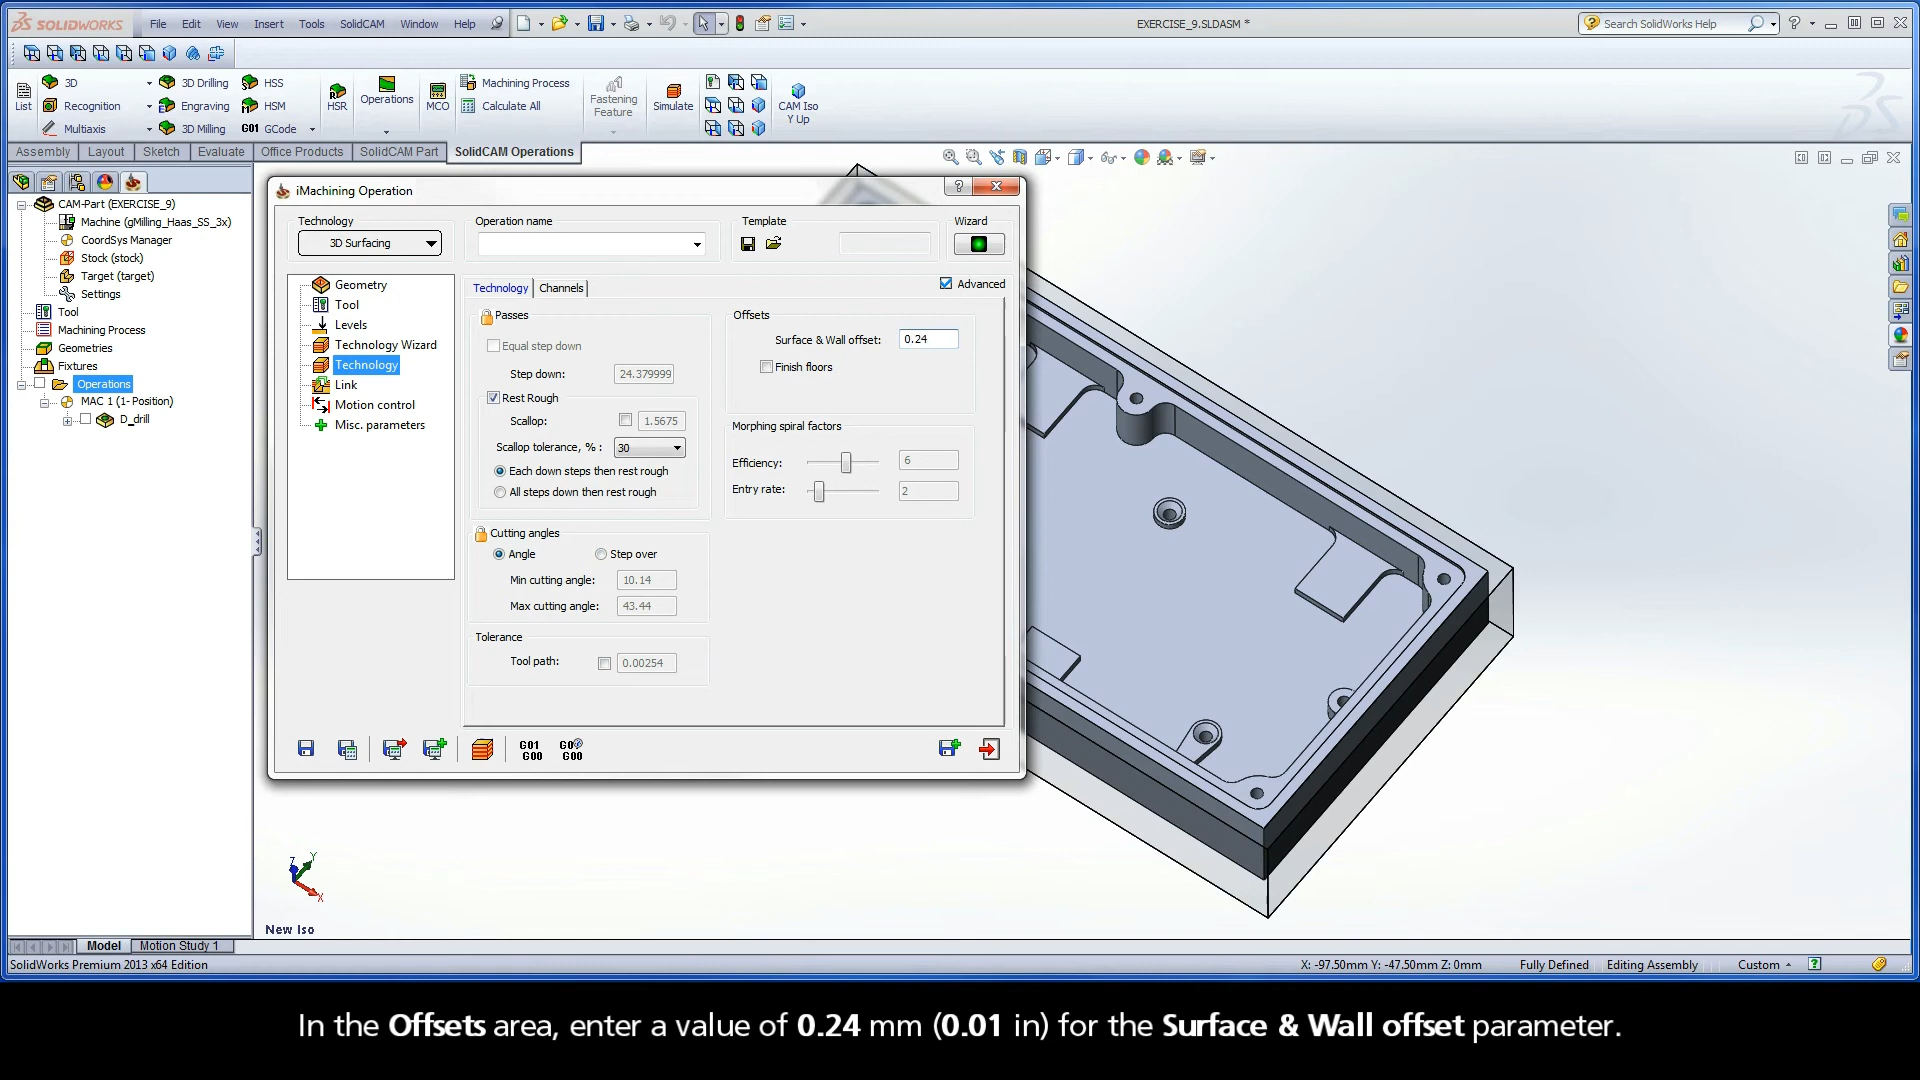 SOLIDWORKS File Edit View Insert Tools SolidCAM Window Help EXERCISE_9.SLDASM * Search SolidWorks Help
3D 3D Drilling HSS Machining Process
List Recognition Engraving HSM HSR Operations MCO Calculate All Fastening Feature Simulate CAM Iso Y Up
Multiaxis 3D Milling G01 GCode
Assembly Layout Sketch Evaluate Office Products SolidCAM Part SolidCAM Operations
CAM-Part (EXERCISE_9)
Machine (gMilling_Haas_SS_3x)
CoordSys Manager
Stock (stock)
Target (target)
Settings
Tool
Machining Process
Geometries
Fixtures
Operations
MAC 1 (1- Position)
D_drill
iMachining Operation
Technology Operation name Template Wizard
3D Surfacing
Geometry
Tool
Levels
Technology Wizard
Technology
Link
Motion control
Misc. parameters
Technology Channels Advanced
Passes
Equal step down
Step down: 24.379999
Rest Rough
Scallop: 1.5675
Scallop tolerance, % : 30
Each down steps then rest rough
All steps down then rest rough
Cutting angles
Angle Step over
Min cutting angle: 10.14
Max cutting angle: 43.44
Tolerance
Tool path: 0.00254
Offsets
Surface & Wall offset: 0.24
Finish floors
Morphing spiral factors
Efficiency: 6
Entry rate: 2
G01 G00
G00
Z Y X
New Iso
Model Motion Study 1
SolidWorks Premium 2013 x64 Edition X: -97.50mm Y: -47.50mm Z: 0mm Fully Defined Editing Assembly Custom
In the Offsets area, enter a value of 0.24 mm (0.01 in) for the Surface & Wall offset parameter.